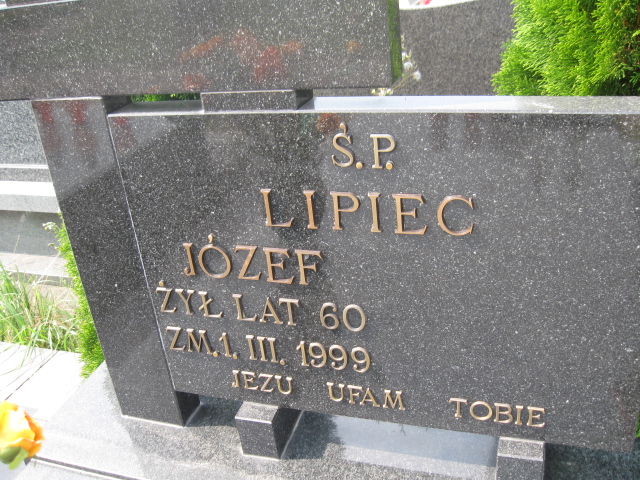 Ś.P.
LIPIEC
JÓZEF
ŻYŁ LAT 60
ZM.1.III.1999
JEZU UFAM TOBIE